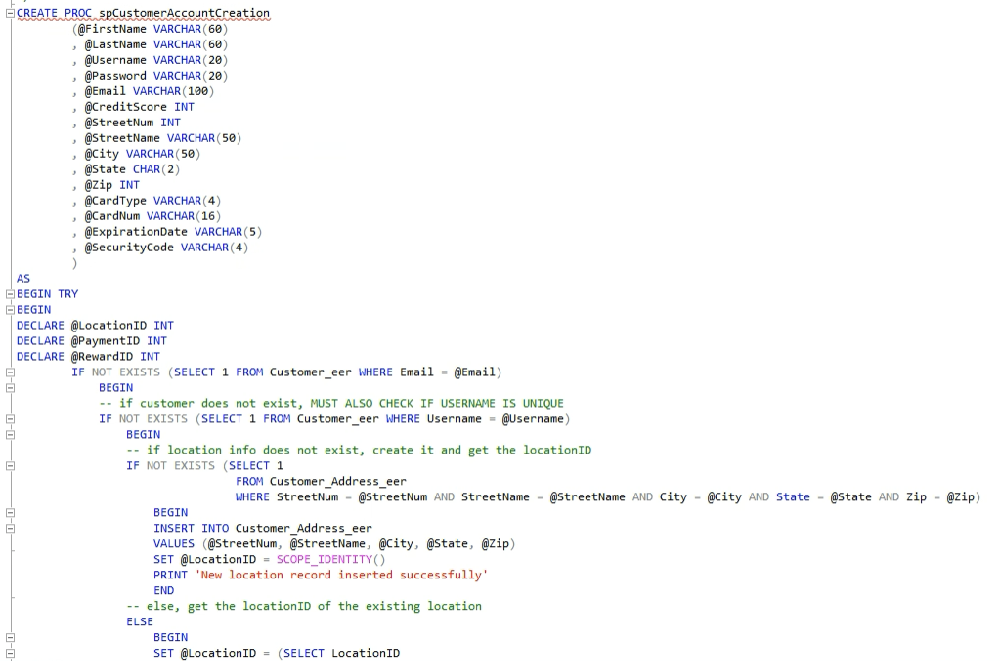 CREATE PROC spCustomerAccountCreation
(@FirstName VARCHAR(60)
, @LastName VARCHAR(60)
, @Username VARCHAR(20)
, @Password VARCHAR(20)
, @Email VARCHAR(100)
, @CreditScore INT
, @StreetNum INT
, @StreetName VARCHAR(50)
, @City VARCHAR(50)
, @State CHAR(2)
, @Zip INT
, @CardType VARCHAR(4)
, @CardNum VARCHAR(16)
, @ExpirationDate VARCHAR(5)
, @SecurityCode VARCHAR(4)
)
AS
BEGIN TRY
BEGIN
DECLARE @LocationID INT
DECLARE @PaymentID INT
DECLARE @RewardID INT
IF NOT EXISTS (SELECT 1 FROM Customer_eer WHERE Email = @Email)
BEGIN
-- if customer does not exist, MUST ALSO CHECK IF USERNAME IS UNIQUE
IF NOT EXISTS (SELECT 1 FROM Customer_eer WHERE Username = @Username)
BEGIN
-- if location info does not exist, create it and get the locationID
IF NOT EXISTS (SELECT 1
FROM Customer_Address_eer
WHERE StreetNum = @StreetNum AND StreetName = @StreetName AND City = @City AND State = @State AND Zip = @Zip)
BEGIN
INSERT INTO Customer_Address_eer
VALUES (@StreetNum, @StreetName, @City, @State, @Zip)
SET @LocationID = SCOPE_IDENTITY()
PRINT 'New location record inserted successfully'
END
-- else, get the locationID of the existing location
ELSE
BEGIN
SET @LocationID = (SELECT LocationID